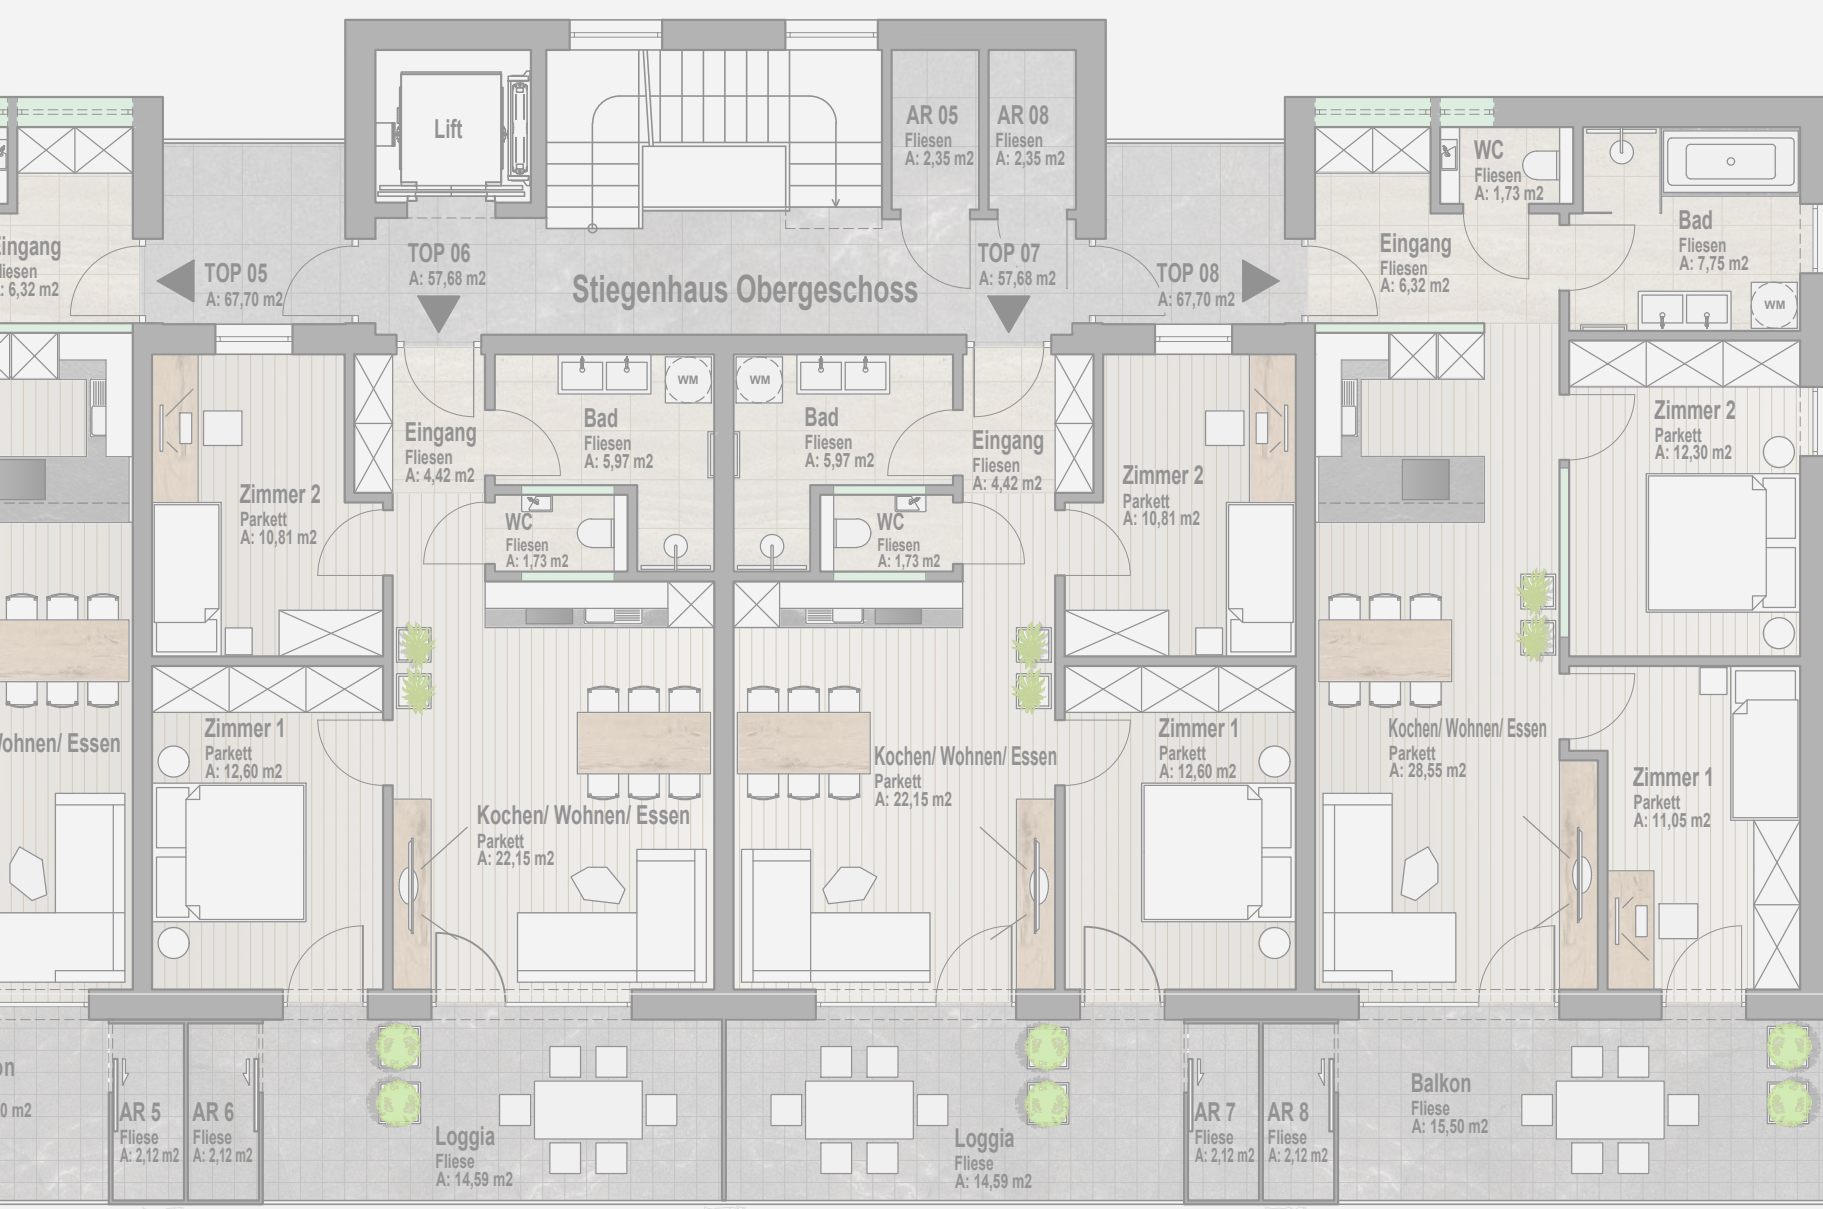 Lift
AR 05
Fliesen
A: 2,35 m2
AR 08
Fliesen
A: 2,35 m2
WC
Fliesen
A: 1,73 m2
Bad
Fliesen
A: 7,75 m2
WM
Eingang
Fliesen
A: 6,32 m2
ingang
liesen
: 6,32 m2
TOP 05
A: 67,70 m2
TOP 06
A: 57,68 m2
Stiegenhaus Obergeschoss
TOP 07
A: 57,68 m2
TOP 08
A: 67,70 m2
Zimmer 2
Parkett
A: 10,81 m2
Eingang
Fliesen
A: 4,42 m2
Bad
Fliesen
A: 5,97 m2
WM
WM
Bad
Fliesen
A: 5,97 m2
Eingang
Fliesen
A: 4,42 m2
Zimmer 2
Parkett
A: 10,81 m2
Zimmer 2
Parkett
A: 12,30 m2
WC
Fliesen
A: 1,73 m2
WC
Fliesen
A: 1,73 m2
ohnen/ Essen
Zimmer 1
Parkett
A: 12,60 m2
Kochen/ Wohnen/ Essen
Parkett
A: 22,15 m2
Kochen/ Wohnen/ Essen
Parkett
A: 22,15 m2
Zimmer 1
Parkett
A: 12,60 m2
Kochen/ Wohnen/ Essen
Parkett
A: 28,55 m2
Zimmer 1
Parkett
A: 11,05 m2
on
0 m2
AR 5
Fliese
A: 2,12 m2
AR 6
Fliese
A: 2,12 m2
Loggia
Fliese
A: 14,59 m2
Loggia
Fliese
A: 14,59 m2
AR 7
Fliese
A: 2,12 m2
AR 8
Fliese
A: 2,12 m2
Balkon
Fliese
A: 15,50 m2